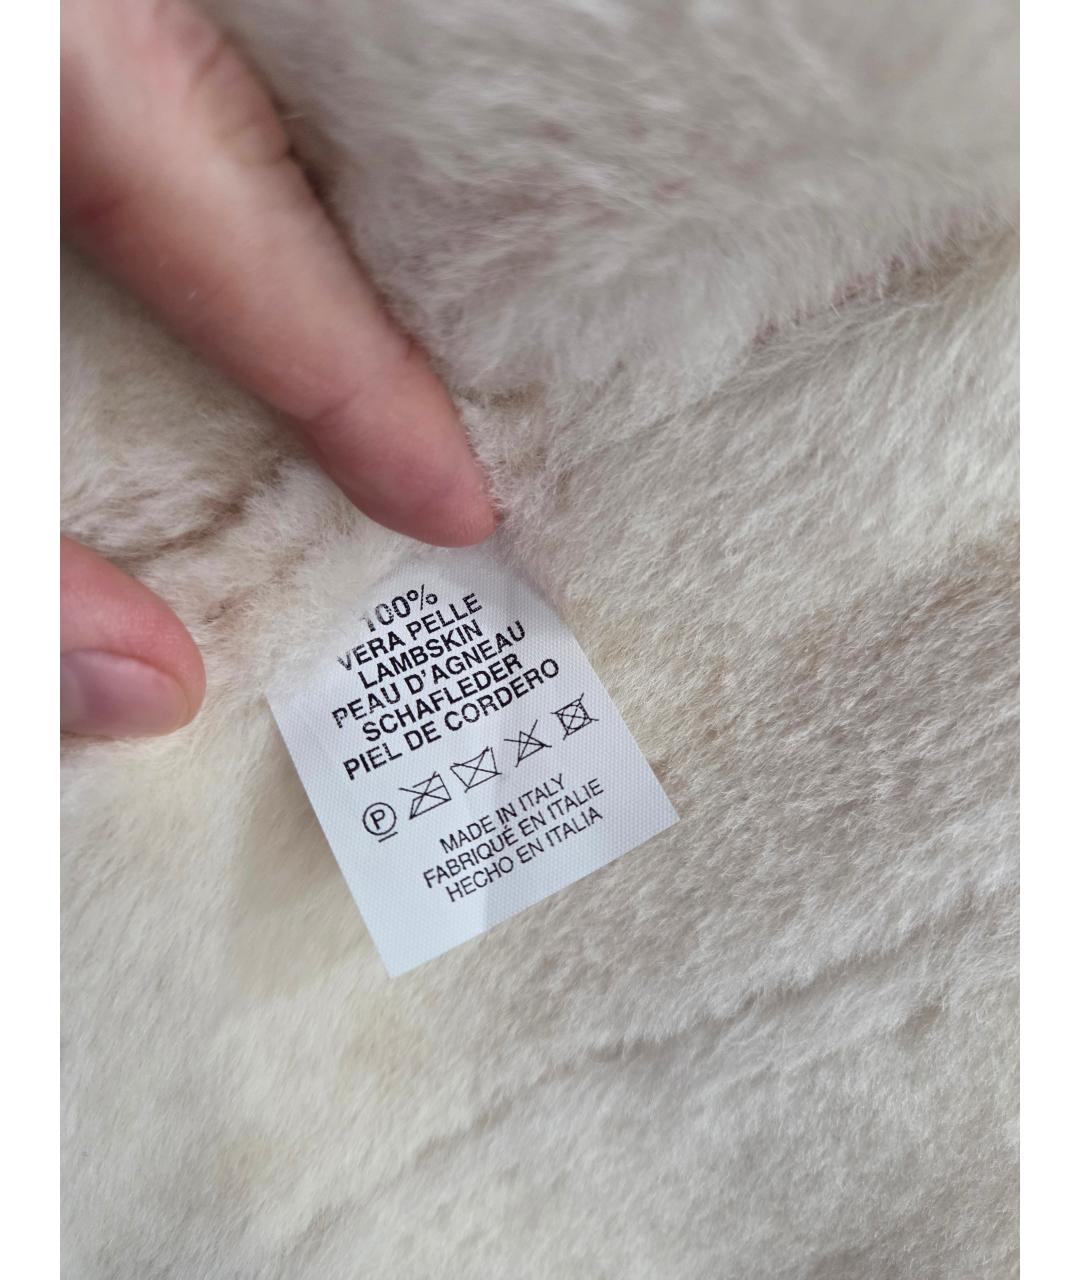 100%
VERA PELLE
LAMBSKIN
PEAU D'AGNEAU
SCHAFLEDER
PIEL DE CORDERO
P
MADE IN ITALY
FABRIQUÉ EN ITALIE
HECHO EN ITALIA